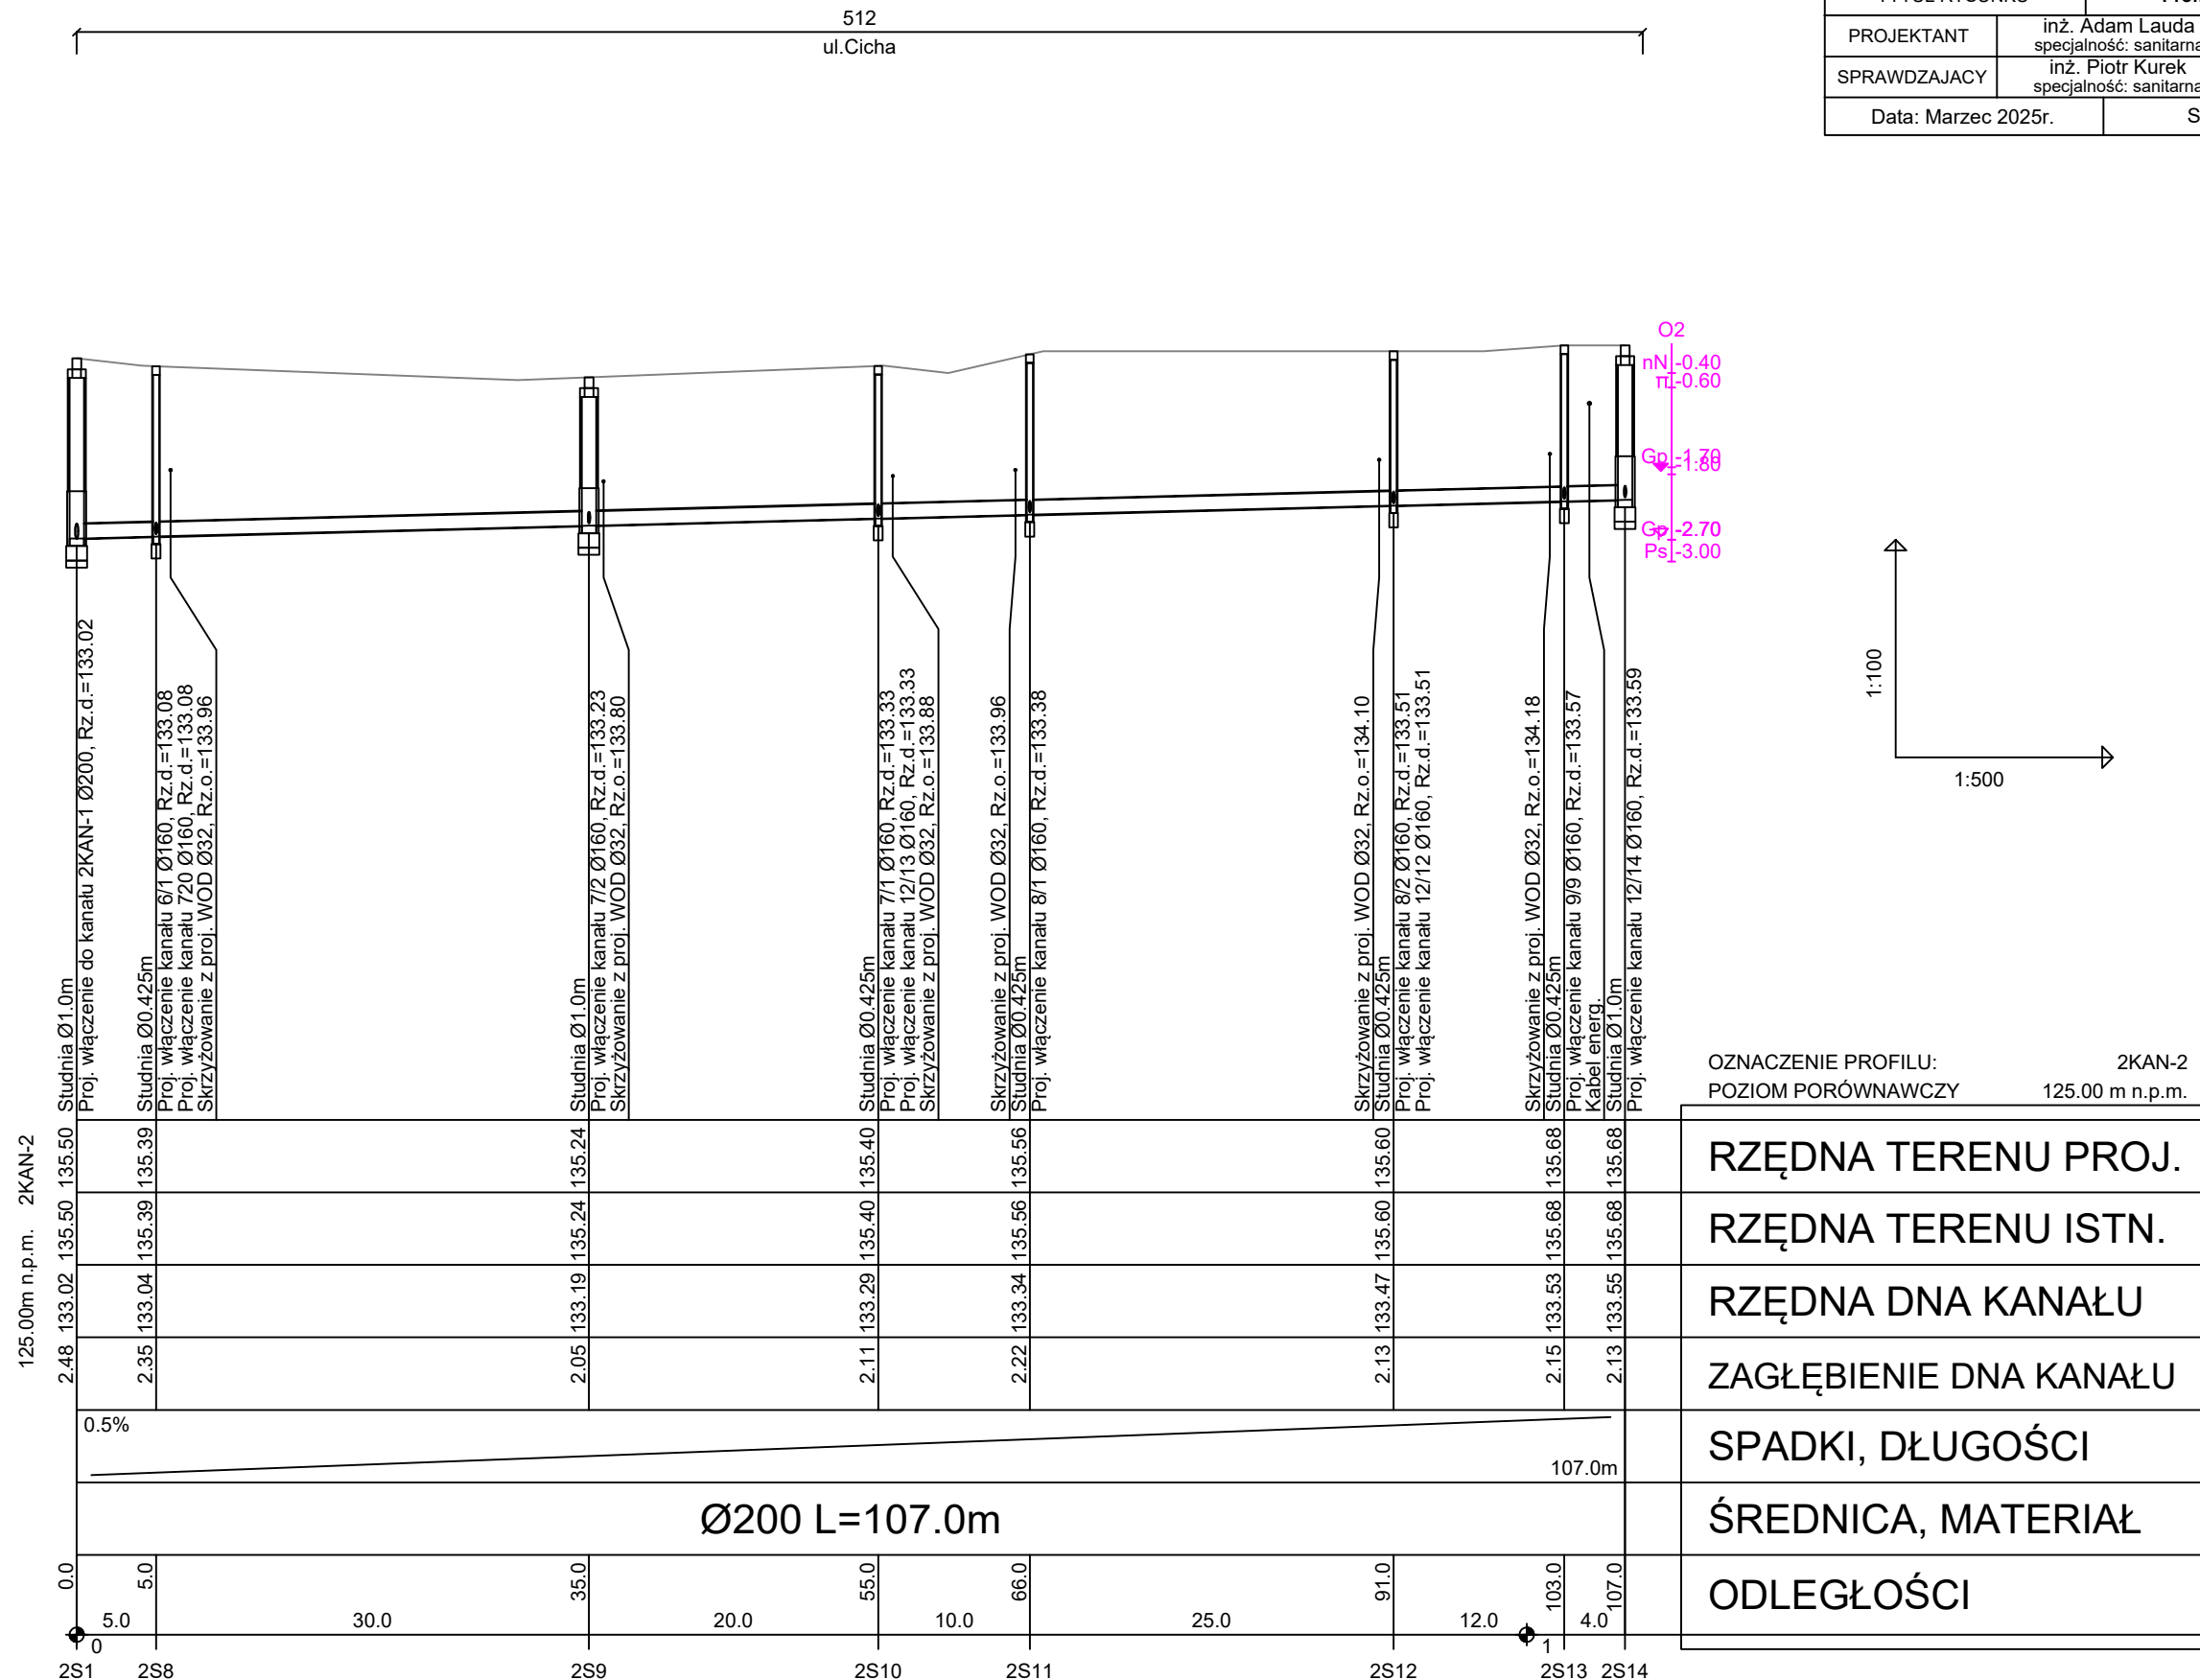 512
ul.Cicha
PROJEKTANT
inż. Adam Lauda
specjalność: sanitarna
SPRAWDZAJACY
inż. Piotr Kurek
specjalność: sanitarna
Data: Marzec 2025r.
S
O2
nN -0.40
π -0.60
Gp -1.70
-1.80
Gp -2.70
Ps -3.00
1:100
1:500
Studnia Ø1.0m
Proj. włączenie do kanału 2KAN-1 Ø200, Rz.d.=133.02
Studnia Ø0.425m
Proj. włączenie kanału 6/1 Ø160, Rz.d.=133.08
Proj. włączenie kanału 720 Ø160, Rz.d.=133.08
Skrzyżowanie z proj. WOD Ø32, Rz.o.=133.96
Studnia Ø1.0m
Proj. włączenie kanału 7/2 Ø160, Rz.d.=133.23
Skrzyżowanie z proj. WOD Ø32, Rz.o.=133.80
Studnia Ø0.425m
Proj. włączenie kanału 7/1 Ø160, Rz.d.=133.33
Proj. włączenie kanału 12/13 Ø160, Rz.d.=133.33
Skrzyżowanie z proj. WOD Ø32, Rz.o.=133.88
Skrzyżowanie z proj. WOD Ø32, Rz.o.=133.96
Studnia Ø0.425m
Proj. włączenie kanału 8/1 Ø160, Rz.d.=133.38
Skrzyżowanie z proj. WOD Ø32, Rz.o.=134.10
Studnia Ø0.425m
Proj. włączenie kanału 8/2 Ø160, Rz.d.=133.51
Proj. włączenie kanału 12/12 Ø160, Rz.d.=133.51
Skrzyżowanie z proj. WOD Ø32, Rz.o.=134.18
Studnia Ø0.425m
Proj. włączenie kanału 9/9 Ø160, Rz.d.=133.57
Kabel energ.
Studnia Ø1.0m
Proj. włączenie kanału 12/14 Ø160, Rz.d.=133.59
OZNACZENIE PROFILU: 2KAN-2
POZIOM PORÓWNAWCZY 125.00 m n.p.m.
125.00m n.p.m. 2KAN-2
135.50 135.39 135.24 135.40 135.56 135.60 135.68 135.68 RZĘDNA TERENU PROJ.
135.50 135.39 135.24 135.40 135.56 135.60 135.68 135.68 RZĘDNA TERENU ISTN.
133.02 133.04 133.19 133.29 133.34 133.47 133.53 133.55 RZĘDNA DNA KANAŁU
2.48 2.35 2.05 2.11 2.22 2.13 2.15 2.13 ZAGŁĘBIENIE DNA KANAŁU
0.5% 107.0m SPADKI, DŁUGOŚCI
Ø200 L=107.0m ŚREDNICA, MATERIAŁ
0.0 5.0 35.0 55.0 66.0 91.0 103.0 107.0 ODLEGŁOŚCI
5.0 30.0 20.0 10.0 25.0 12.0 4.0
0 1
2S1 2S8 2S9 2S10 2S11 2S12 2S13 2S14